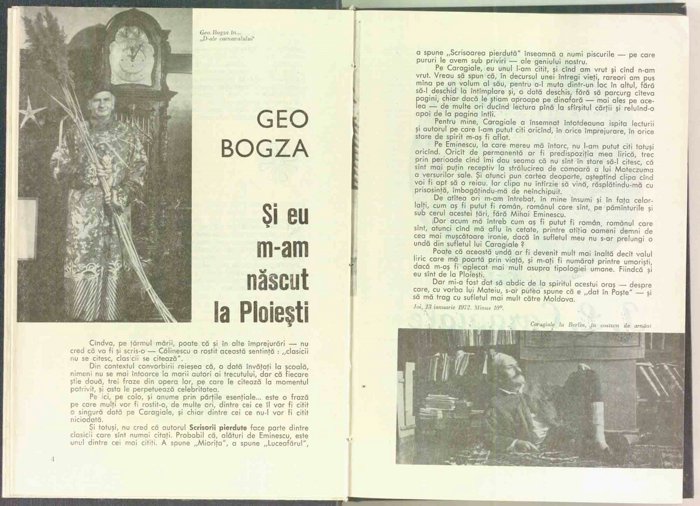 Geo Bogza în...
„D-ale carnavalului"
GEO
BOGZA
Şi eu
m-am
născut
la Ploieşti
Cîndva, pe ţărmul mării, poate că şi în alte împrejurări — nu
cred că va fi şi scris-o — Călinescu a rostit această sentinţă : „clasicii
nu se citesc, clasicii se citează".
Din contextul convorbirii reieşea că, o dată învăţaţi la şcoală,
nimeni nu se mai întoarce la marii autori ai trecutului, dar că fiecare
ştie două, trei fraze din opera lor, pe care le citează la momentul
potrivit, şi asta le perpetuează celebritatea.
Pe ici, pe colo, şi anume prin părţile esenţiale... este o frază
pe care mulţi vor fi rostit-o, de multe ori, dintre cei ce îl vor fi citit
o singură dată pe Caragiale, şi chiar dintre cei ce nu-l vor fi citit
niciodată.
Şi totuşi, nu cred că autorul Scrisorii pierdute face parte dintre
clasicii care sînt numai citaţi. Probabil că, alături de Eminescu, este
unul dintre cei mai citiţi. A spune „Mioriţa", a spune „Luceafărul",
4
a spune „Scrisoarea pierdută" înseamnă a numi piscurile — pe care
pururi le avem sub priviri — ale geniului nostru.
Pe Caragiale, eu unul l-am citit, şi cînd am vrut şi cînd n-am
vrut. Vreau să spun că, în decursul unei întregi vieţi, rareori am pus
mîna pe un volum al său, pentru a-l muta dintr-un loc în altul, fără
să-l deschid la întîmplare şi, o dată deschis, fără să parcurg cîteva
pagini, chiar dacă le ştiam aproape pe dinafară — mai ales pe ace-
lea — de multe ori ducînd lectura pînă la sfîrşitul cărţii şi reluînd-o
apoi de la pagina întîi.
Pentru mine, Caragiale a însemnat întotdeauna ispita lecturii
şi autorul pe care l-am putut citi oricînd, în orice împrejurare, în orice
stare de spirit m-aş fi aflat.
Pe Eminescu, la care mereu mă întorc, nu l-am putut citi totuşi
oricînd. Oricît de permanentă ar fi predispoziţia mea lirică, trec
prin perioade cînd îmi dau seama că nu sînt în stare să-l citesc, că
sînt mai puţin receptiv la strălucirea de comoară a lui Moteczuma
a versurilor sale. Şi atunci pun cartea deoparte, aşteptînd clipa cînd
voi fi apt să o reiau. Iar clipa nu întîrzie să vină, răsplătindu-mă cu
prisosinţă, îmbogăţindu-mă de neînchipuit.
De atîtea ori m-am întrebat, în mine însumi şi în faţa celor-
lalţi, cum aş fi putut fi român, românul care sînt, pe pămînturile şi
sub cerul acestei ţări, fără Mihai Eminescu.
Dar acum mă întreb cum aş fi putut fi român, românul care
sînt, atunci cînd mă aflu în cetate, printre atîţia oameni demni de
cea mai muşcătoare ironie, dacă în sufletul meu nu s-ar prelungi o
undă din sufletul lui Caragiale ?
Poate că această undă ar fi devenit mult mai înaltă decît valul
liric care mă poartă prin viaţă, şi m-aţi fi numărat printre umorişti,
dacă m-aş fi aplecat mai mult asupra tipologiei umane. Fiindcă şi
eu sînt de la Ploieşti.
Dar mi-a fost dat să abdic de la spiritul acestui oraş — despre
care, cu vorba lui Mateiu, s-ar putea spune că e „dat în Paşte" — şi
să mă trag cu sufletul mai mult către Moldova.
Joi, 13 ianuarie 1972. Minus 10°.
Caragiale la Berlin, în costum de arnăut